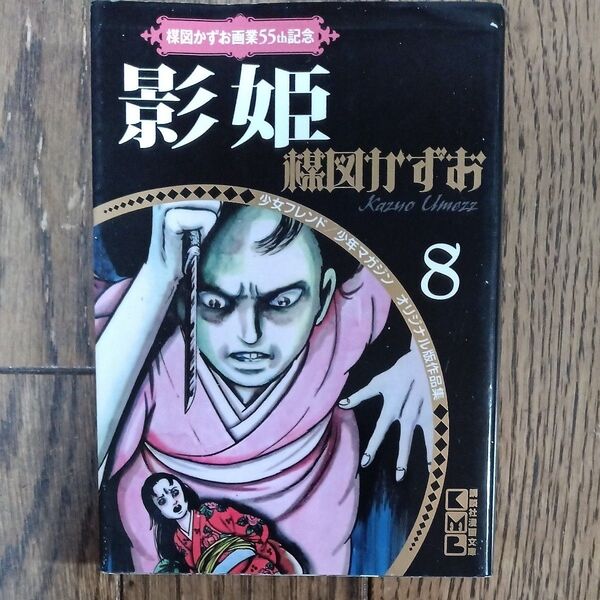 楳図かずお画業55th記念
影姫
楳図かずお
Kazuo Umezz
少女フレンド/少年マガジン オリジナル版作品集
8
講談社漫画文庫
KMB